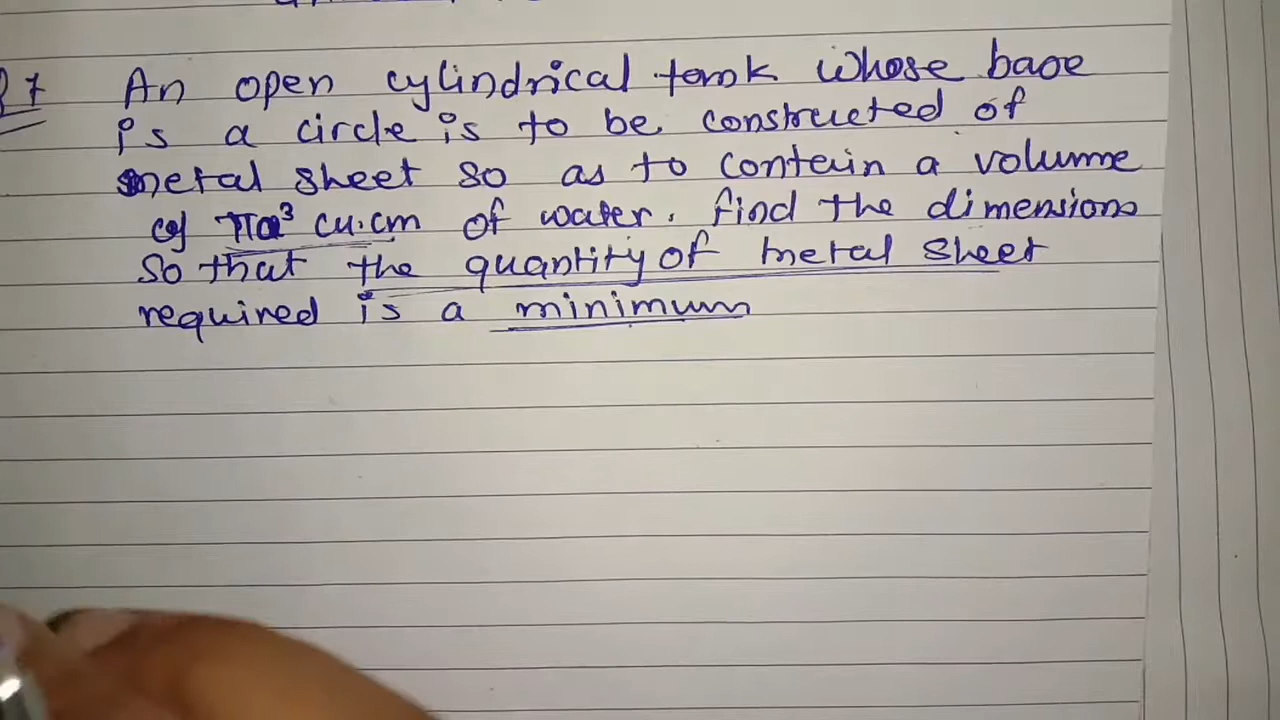 7 An open cylindrical tank whose base
is a circle is to be constructed of
metal sheet so as to contain a volume
of πa³ cu.cm of water. find the dimensions
So that the quantity of metal sheet
required is a minimum